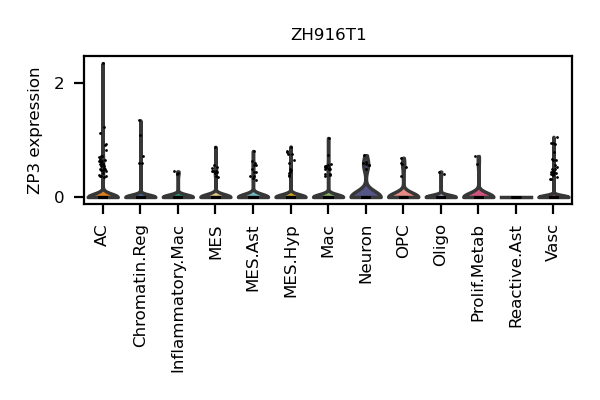 ZH916T1
ZP3 expression
2
0
AC
Chromatin.Reg
Inflammatory.Mac
MES
MES.Ast
MES.Hyp
Mac
Neuron
OPC
Oligo
Prolif.Metab
Reactive.Ast
Vasc